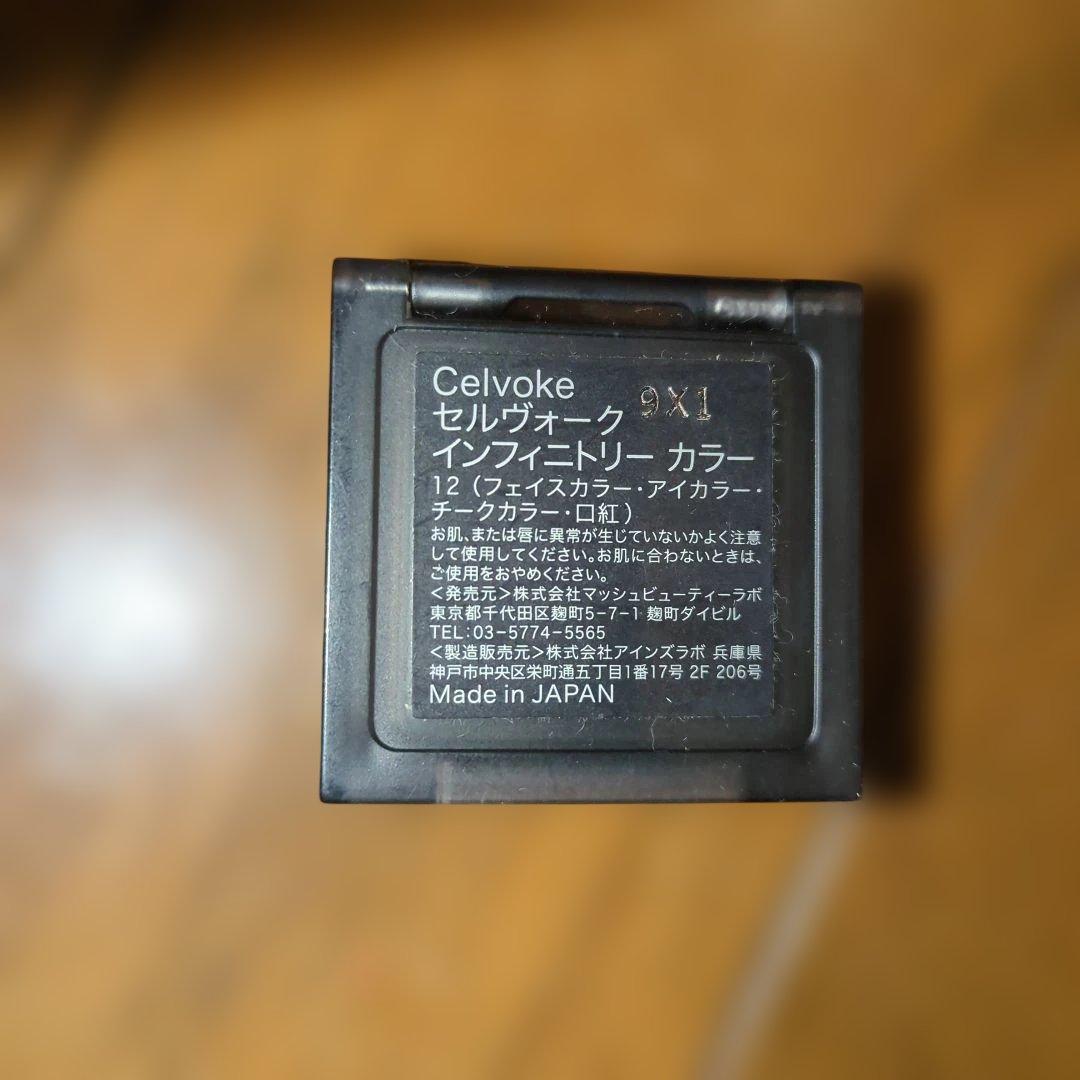 Celvoke
セルヴォーク 9X1
インフィニトリー カラー
12（フェイスカラー・アイカラー・
チークカラー・口紅）
お肌、または唇に異常が生じていないかよく注意
して使用してください。お肌に合わないときは、
ご使用をおやめください。
＜発売元＞株式会社マッシュビューティーラボ
東京都千代田区麹町5-7-1 麹町ダイビル
TEL:03-5774-5565
＜製造販売元＞株式会社アインズラボ 兵庫県
神戸市中央区栄町通五丁目1番17号 2F 206号
Made in JAPAN